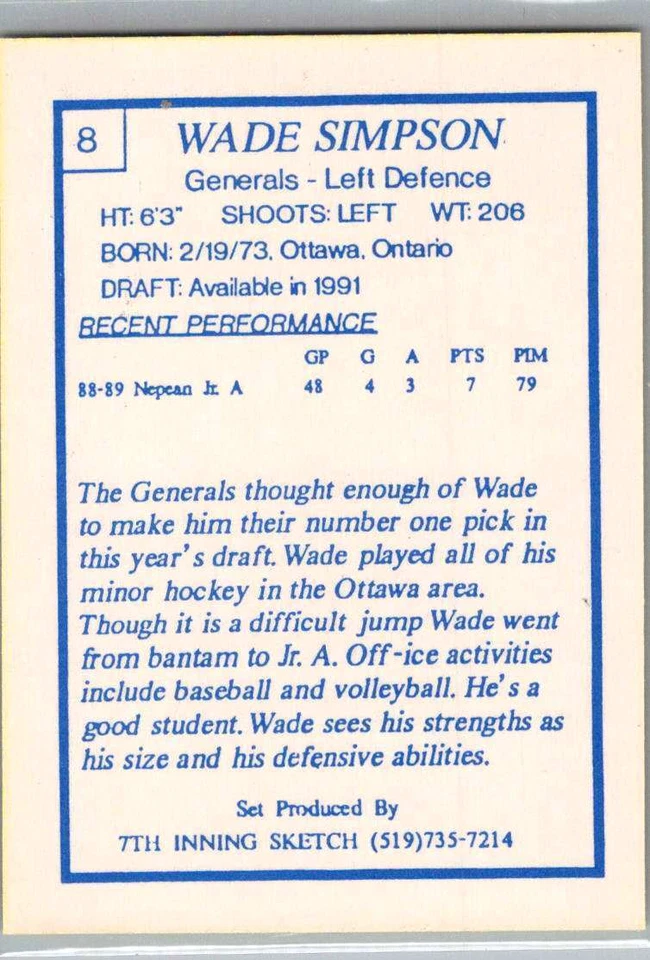 8
WADE SIMPSON
Generals - Left Defence
HT: 6'3" SHOOTS: LEFT WT: 206
BORN: 2/19/73, Ottawa, Ontario
DRAFT: Available in 1991
RECENT PERFORMANCE
GP G A PTS PIM
88-89 Nepean Jr. A 48 4 3 7 79
The Generals thought enough of Wade
to make him their number one pick in
this year's draft. Wade played all of his
minor hockey in the Ottawa area.
Though it is a difficult jump Wade went
from bantam to Jr. A. Off-ice activities
include baseball and volleyball. He's a
good student. Wade sees his strengths as
his size and his defensive abilities.
Set Produced By
7TH INNING SKETCH (519)735-7214